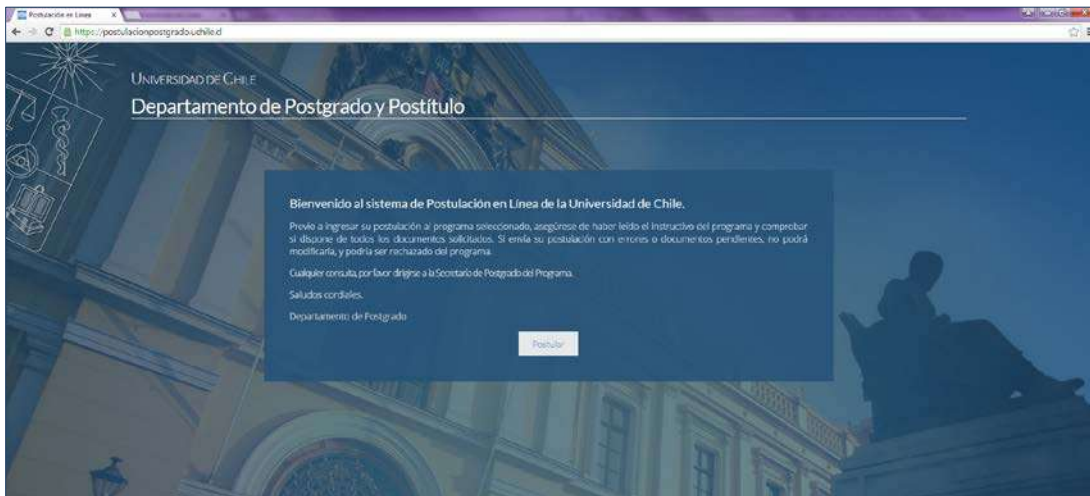 Postulación en Línea
https://postulacionpostgrado.uchile.cl
UNIVERSIDAD DE CHILE
Departamento de Postgrado y Postítulo
Bienvenido al sistema de Postulación en Línea de la Universidad de Chile.
Previo a ingresar su postulación al programa seleccionado, asegúrese de haber leído el Instructivo del programa y comprobar
si dispone de todos los documentos solicitados. Si envía su postulación con errores o documentos pendientes, no podrá
modificarla, y podría ser rechazado del programa.
Cualquier consulta, por favor dirigirse a la Secretaría de Postgrado del Programa.
Saludos cordiales.
Departamento de Postgrado
Postular